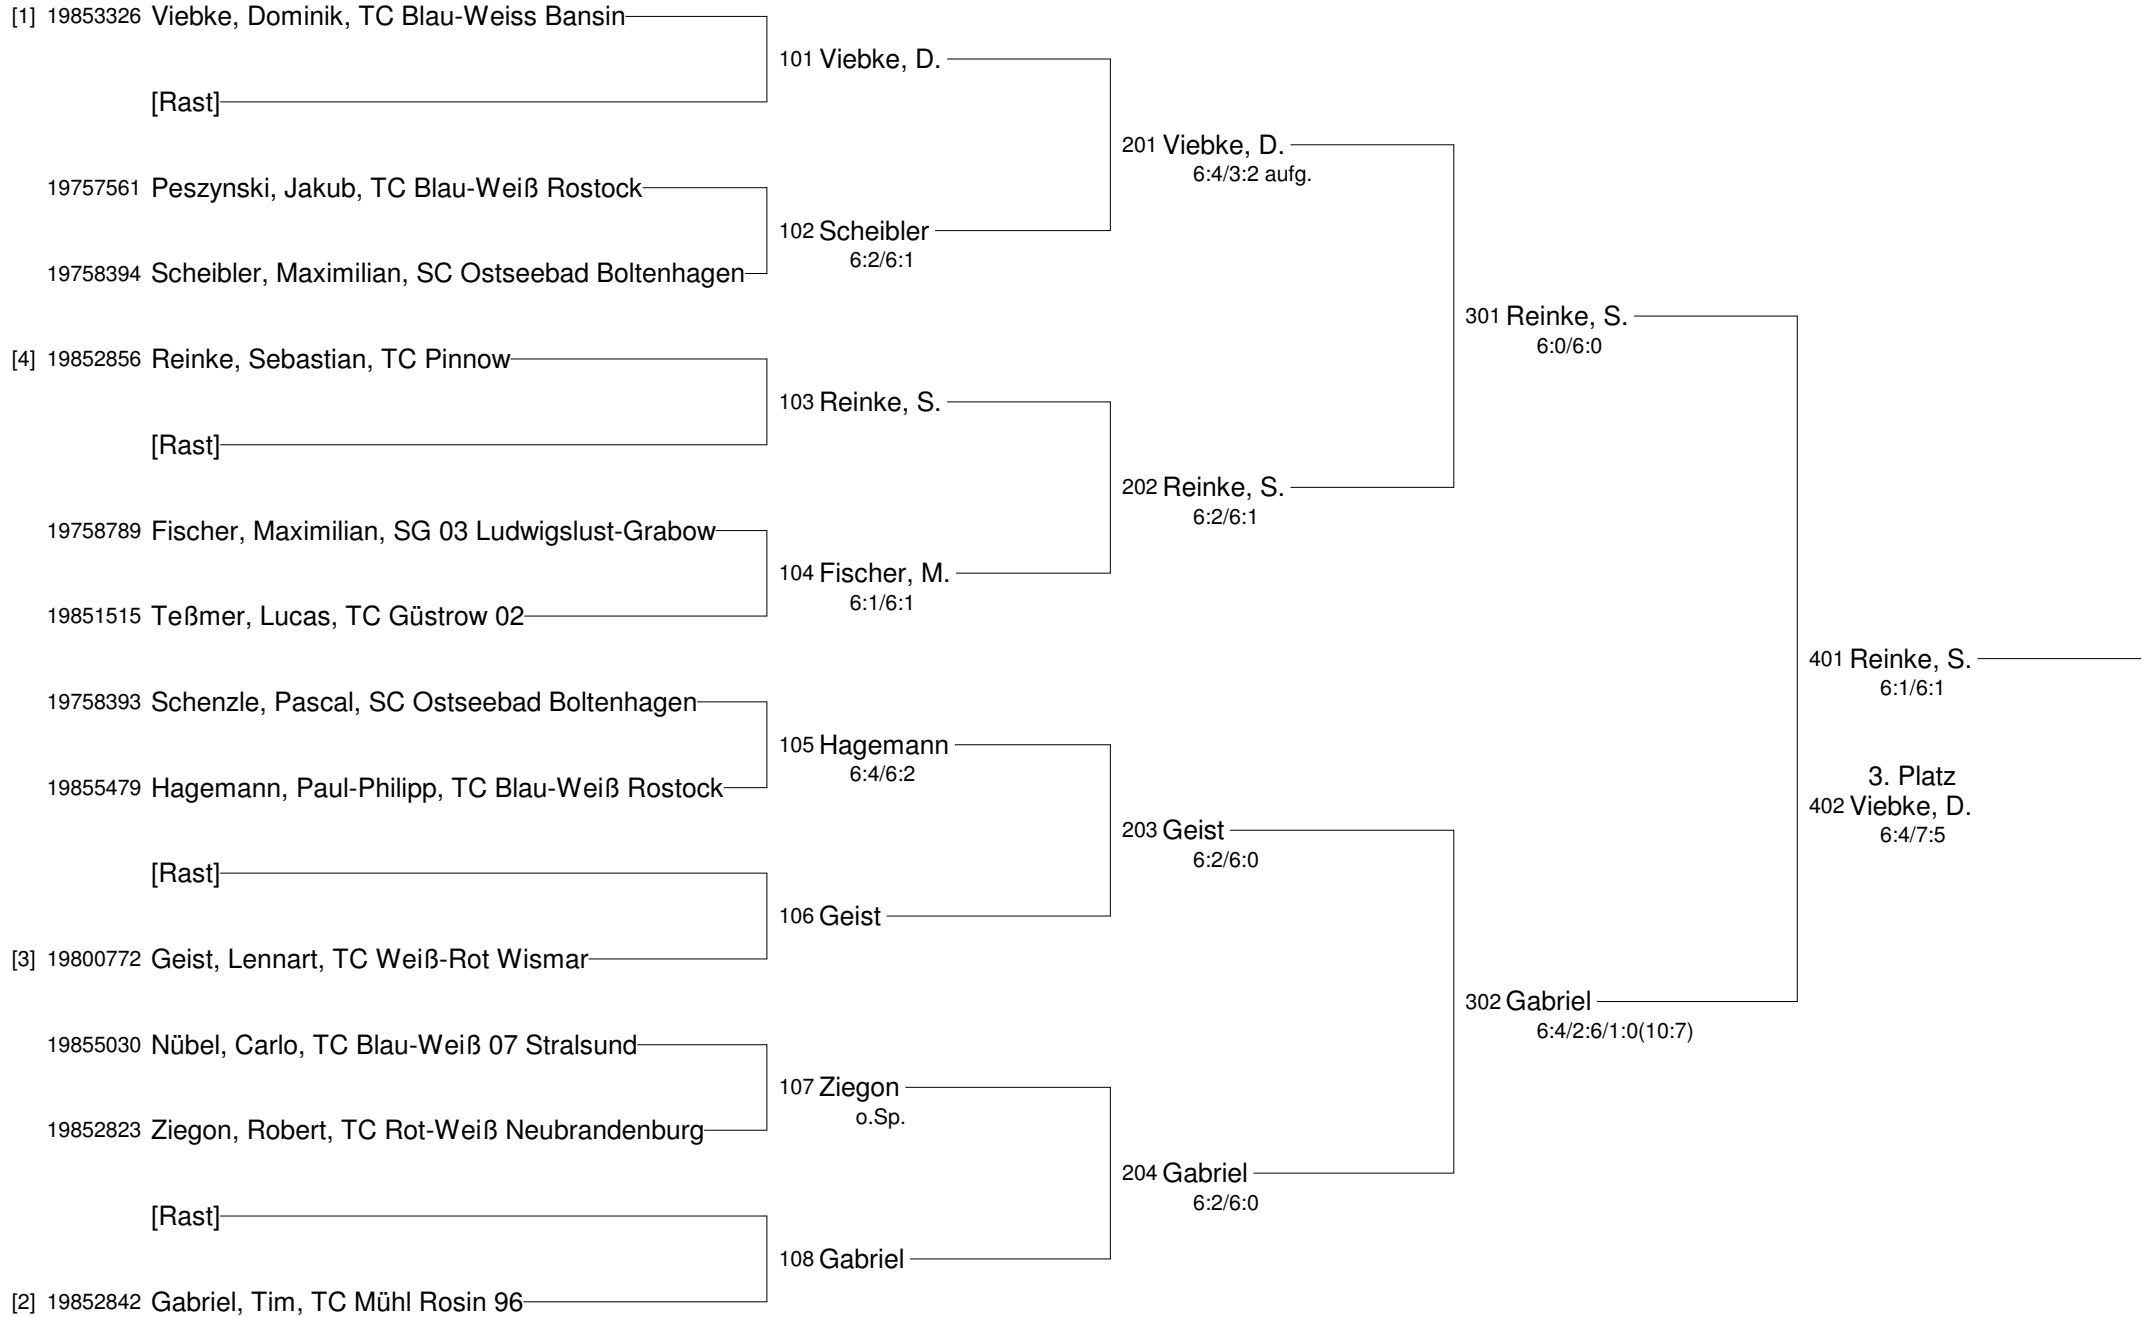 [1] 19853326 Viebke, Dominik, TC Blau-Weiss Bansin
[Rast]
19757561 Peszynski, Jakub, TC Blau-Weiß Rostock
19758394 Scheibler, Maximilian, SC Ostseebad Boltenhagen
[4] 19852856 Reinke, Sebastian, TC Pinnow
[Rast]
19758789 Fischer, Maximilian, SG 03 Ludwigslust-Grabow
19851515 Teßmer, Lucas, TC Güstrow 02
19758393 Schenzle, Pascal, SC Ostseebad Boltenhagen
19855479 Hagemann, Paul-Philipp, TC Blau-Weiß Rostock
[Rast]
[3] 19800772 Geist, Lennart, TC Weiß-Rot Wismar
19855030 Nübel, Carlo, TC Blau-Weiß 07 Stralsund
19852823 Ziegon, Robert, TC Rot-Weiß Neubrandenburg
[Rast]
[2] 19852842 Gabriel, Tim, TC Mühl Rosin 96
101 Viebke, D.
102 Scheibler
6:2/6:1
103 Reinke, S.
104 Fischer, M.
6:1/6:1
105 Hagemann
6:4/6:2
106 Geist
107 Ziegon
o.Sp.
108 Gabriel
201 Viebke, D.
6:4/3:2 aufg.
202 Reinke, S.
6:2/6:1
203 Geist
6:2/6:0
204 Gabriel
6:2/6:0
301 Reinke, S.
6:0/6:0
302 Gabriel
6:4/2:6/1:0(10:7)
401 Reinke, S.
6:1/6:1
3. Platz
402 Viebke, D.
6:4/7:5